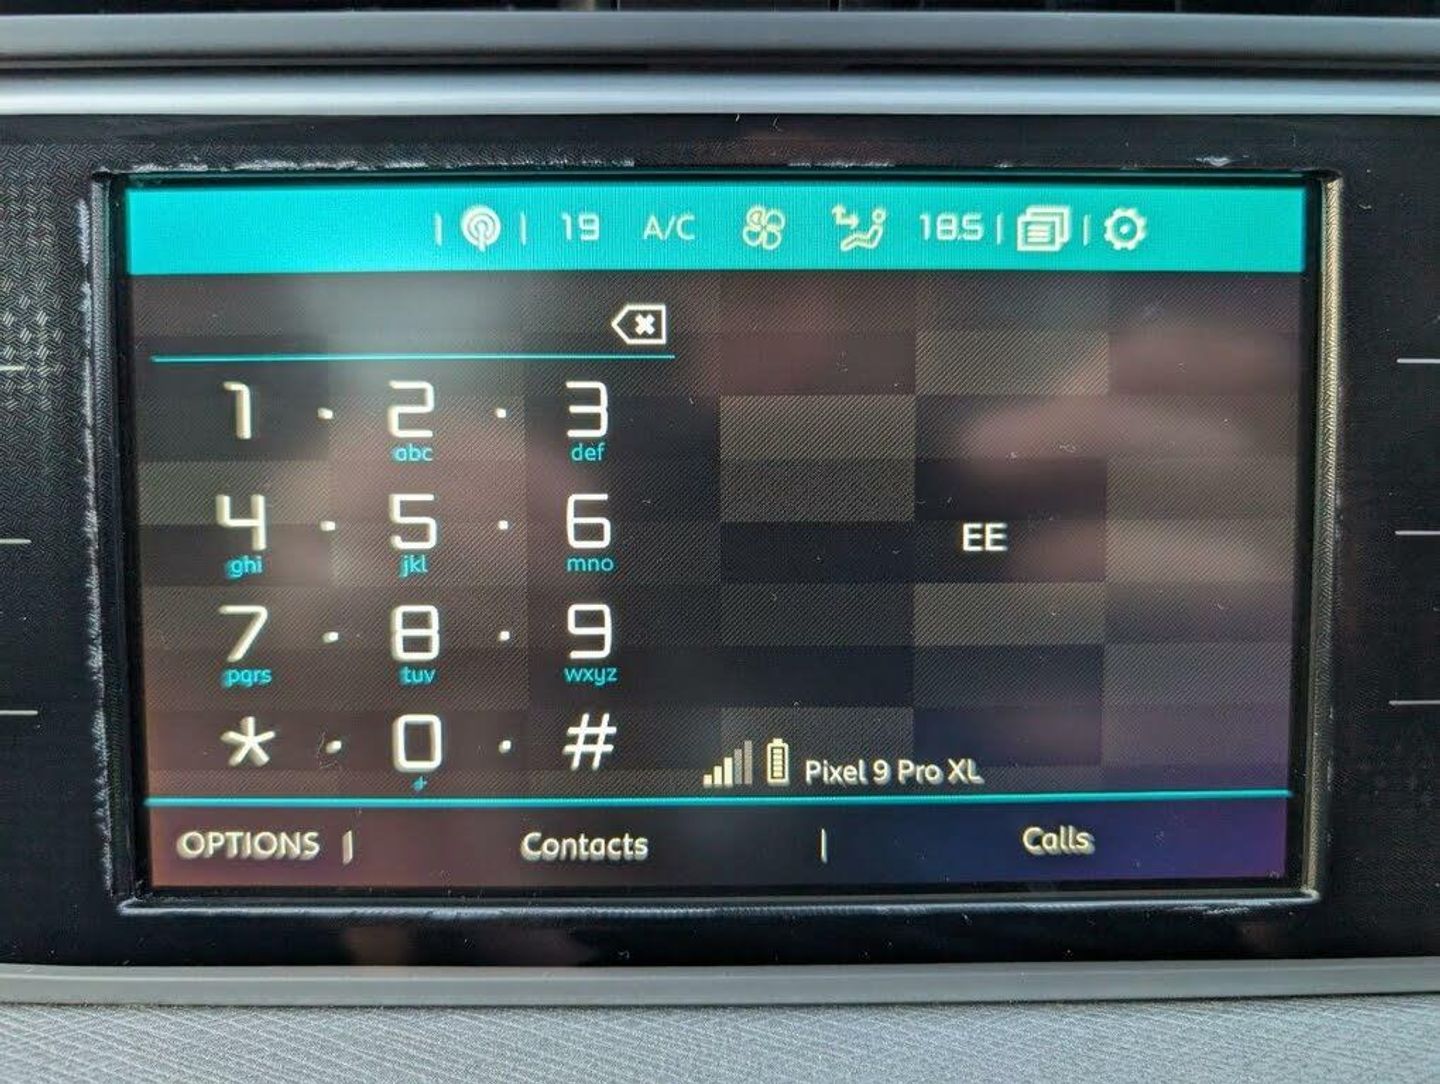 19 A/C 18.5
1 2 3
abc def
4 5 6
ghi jkl mno
EE
7 8 9
pqrs tuv wxyz
* 0 #
+
Pixel 9 Pro XL
OPTIONS Contacts Calls